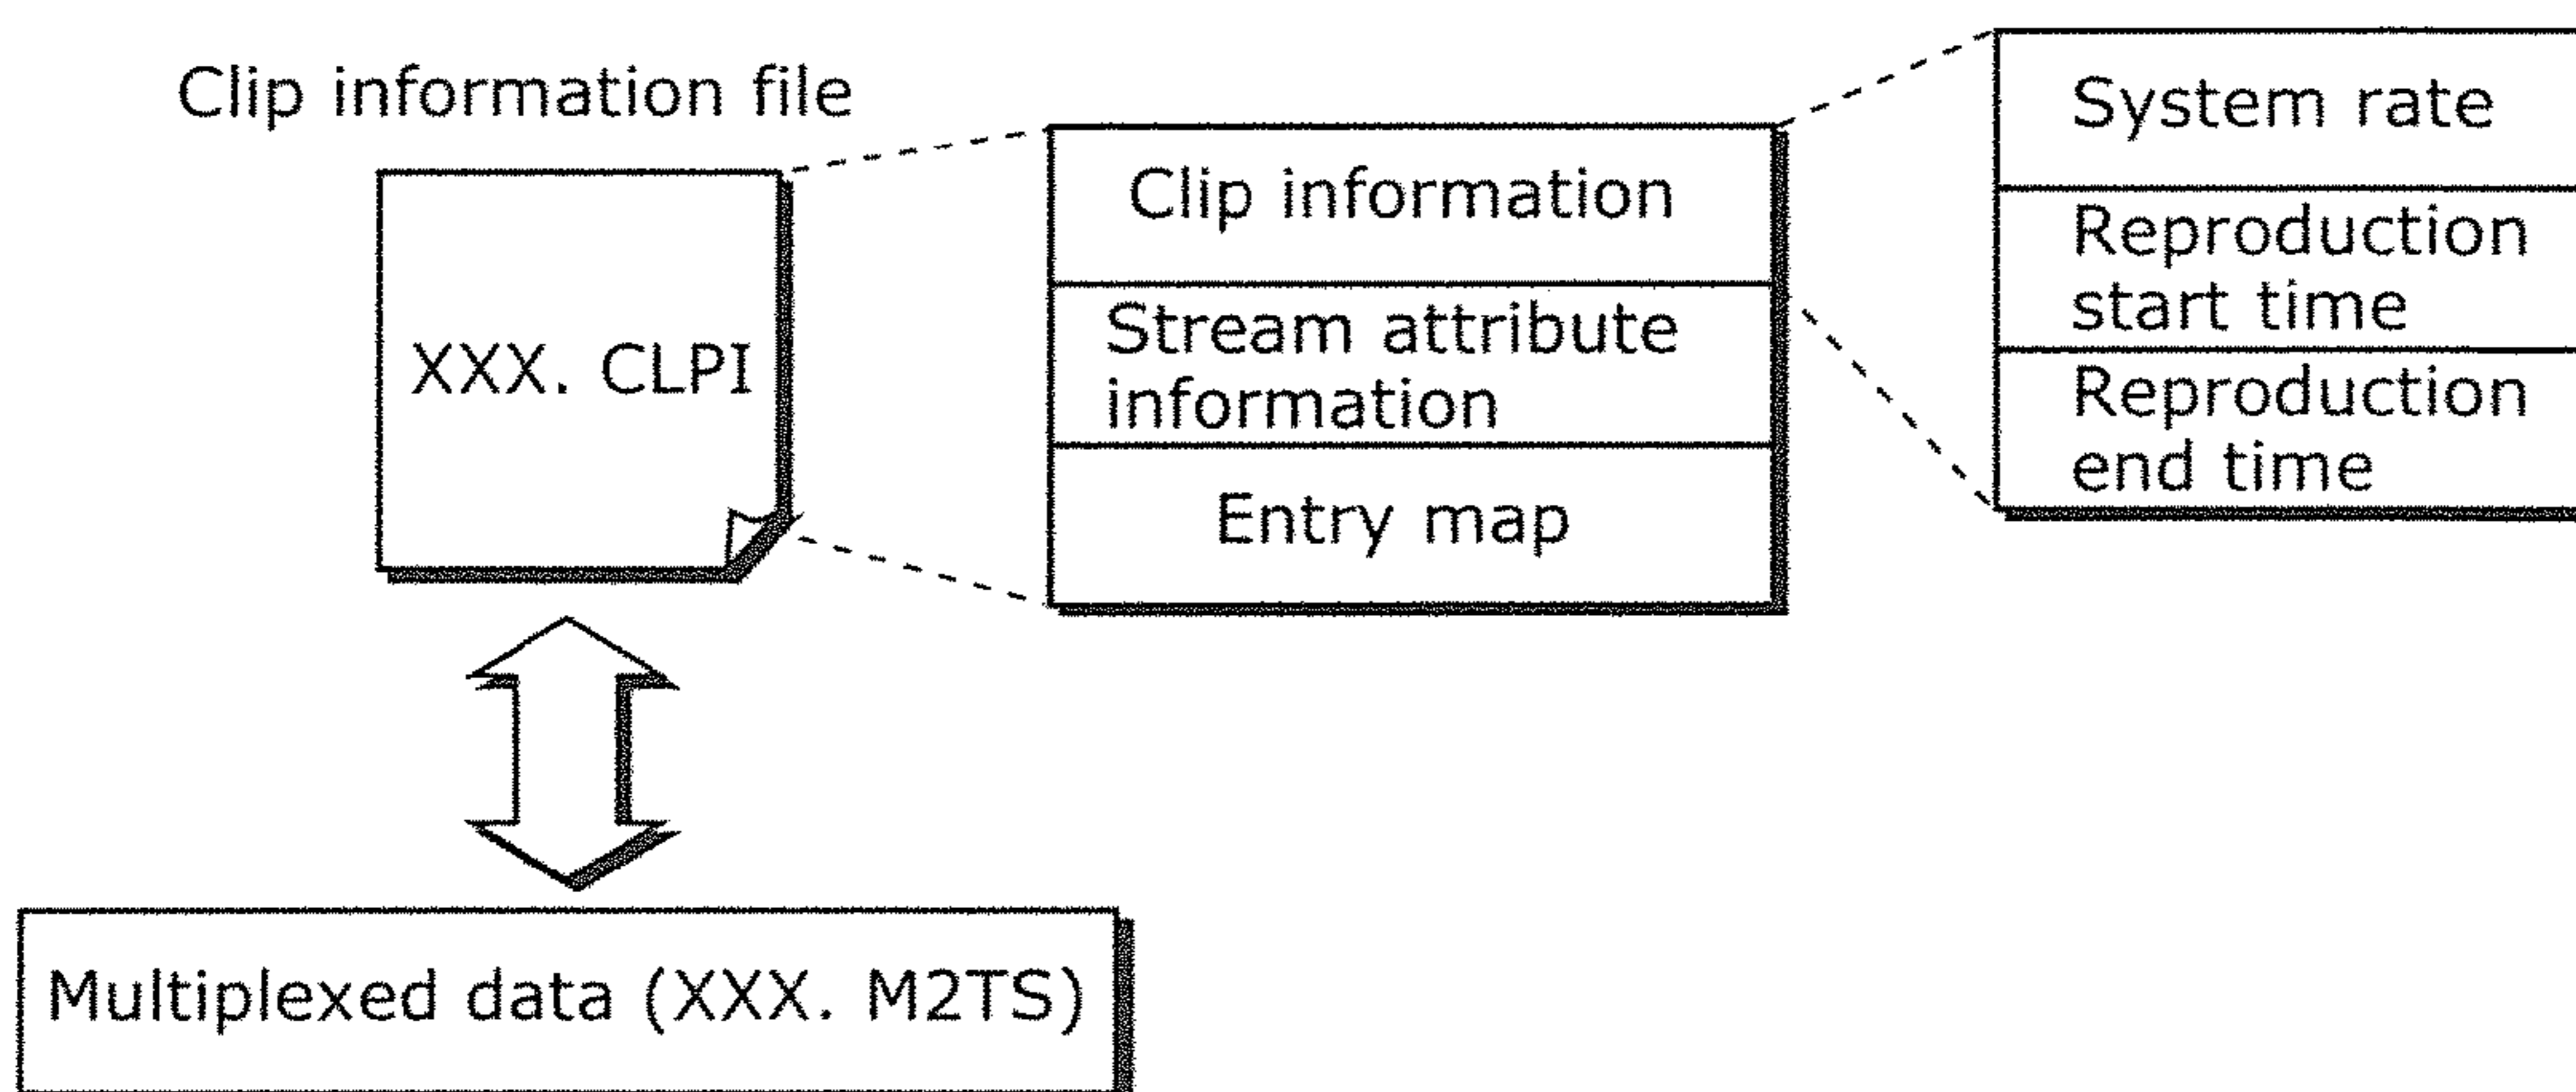 Clip information file
XXX. CLPI
Clip information
Stream attribute
information
Entry map
System rate
Reproduction
start time
Reproduction
end time
Multiplexed data (XXX. M2TS)